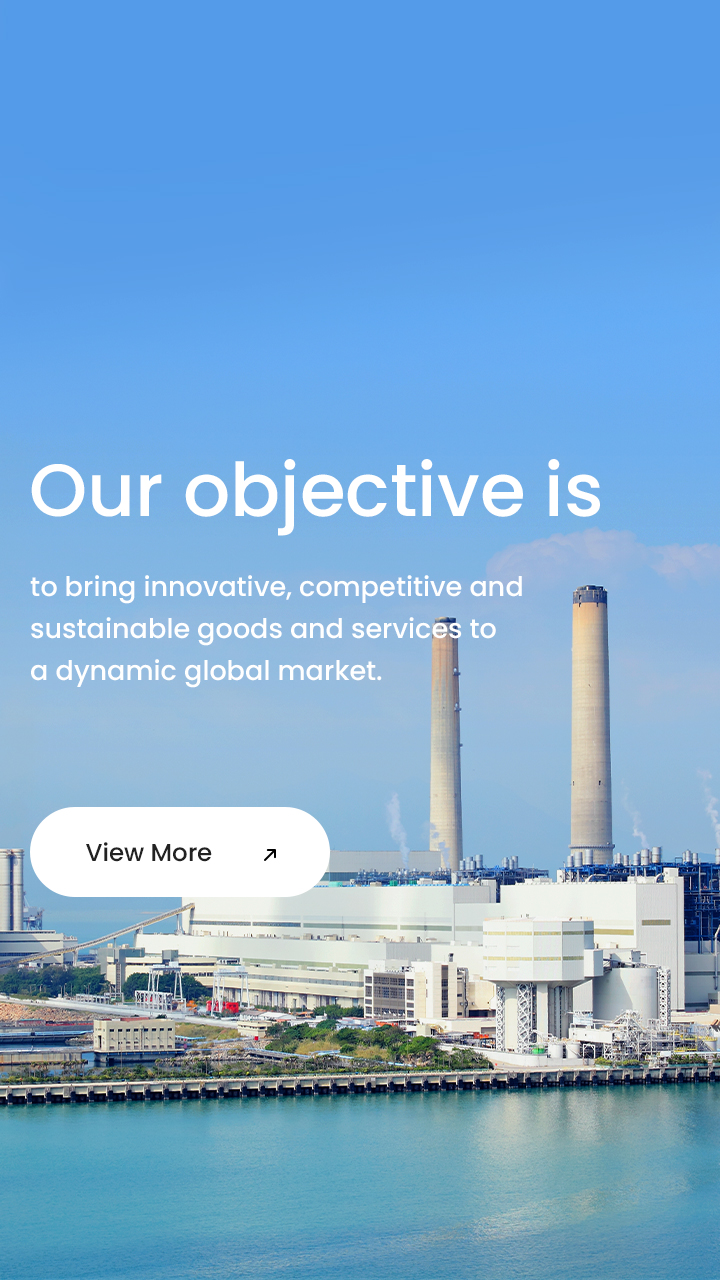 Our objective is
to bring innovative, competitive and
sustainable goods and services to
a dynamic global market.
View More